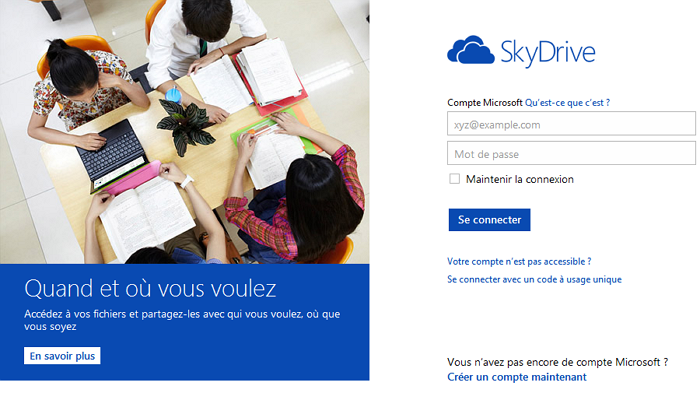 SkyDrive
Compte Microsoft Qu'est-ce que c'est ?
xyz@example.com
Mot de passe
Maintenir la connexion
Se connecter
Votre compte n'est pas accessible ?
Se connecter avec un code à usage unique
Vous n'avez pas encore de compte Microsoft ?
Créer un compte maintenant
Quand et où vous voulez
Accédez à vos fichiers et partagez-les avec qui vous voulez, où que
vous soyez
En savoir plus